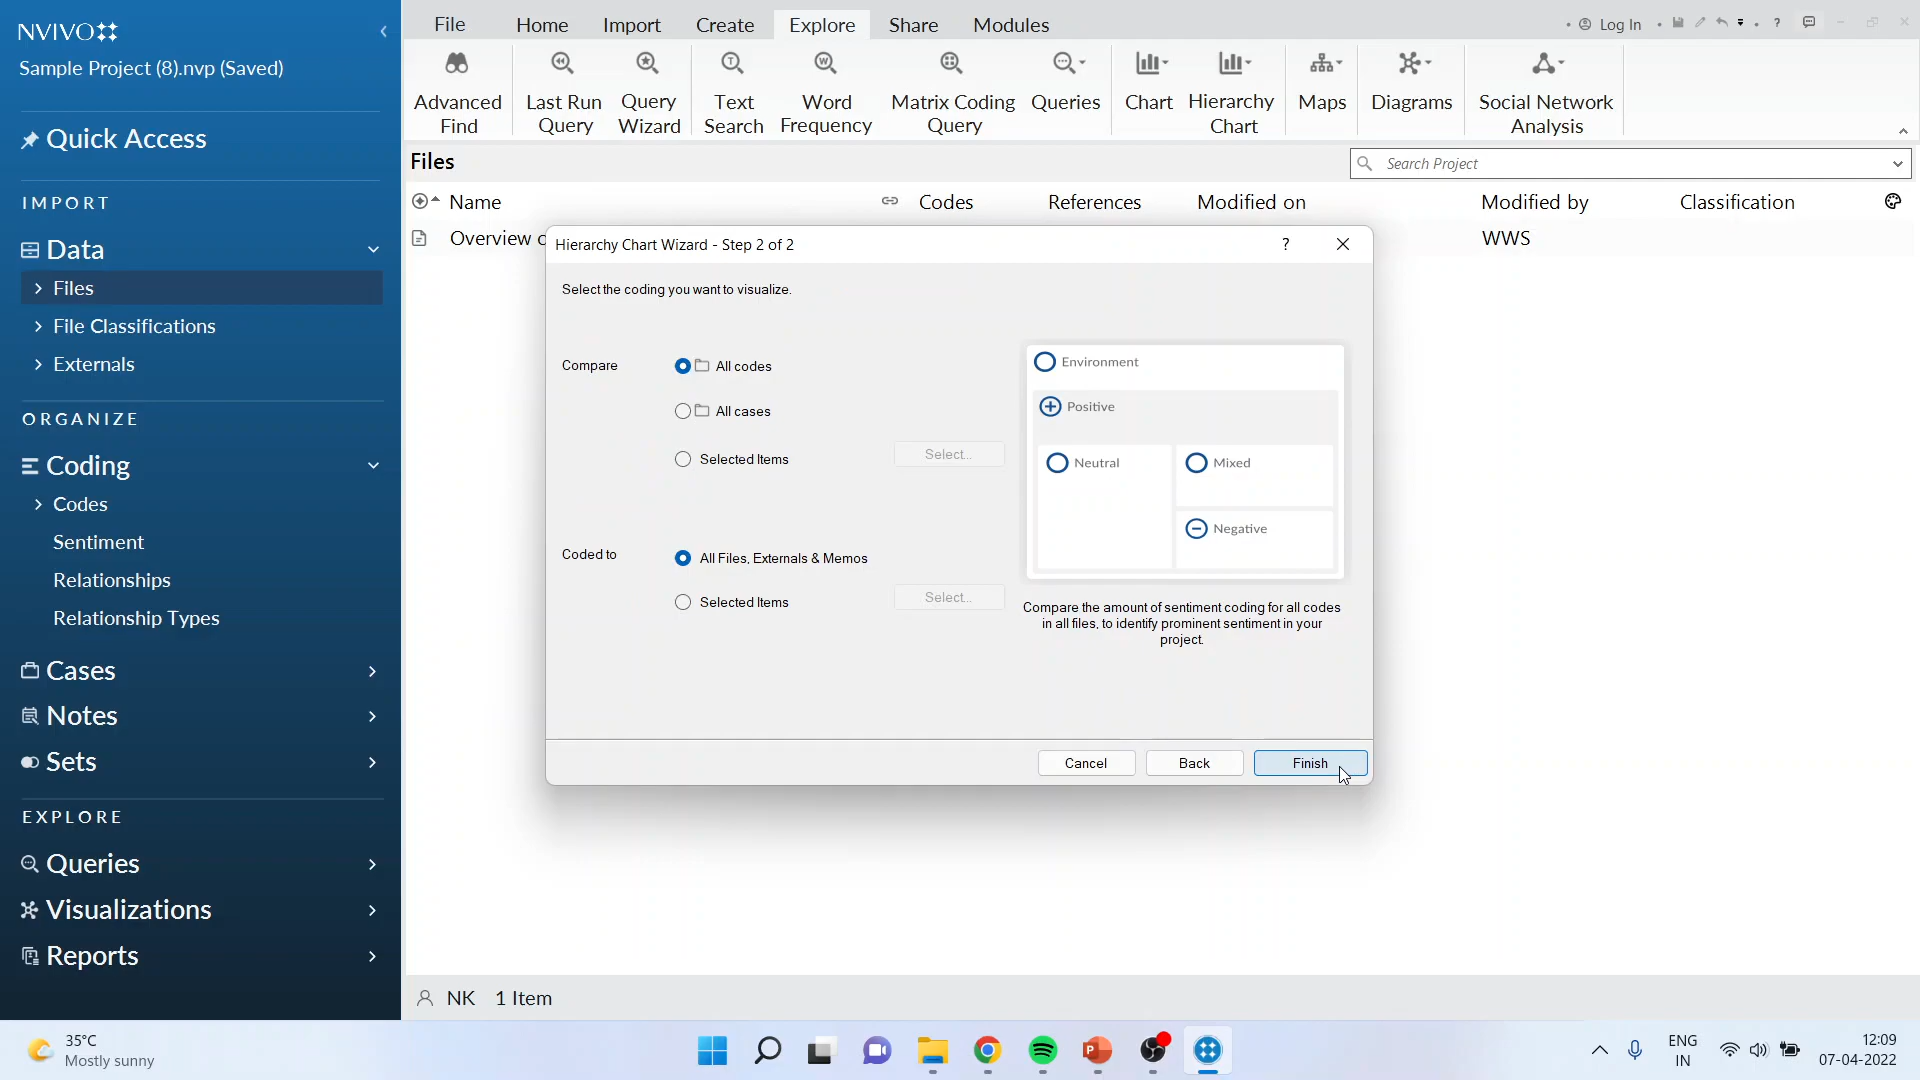 NVIVO
Sample Project (8).nvp (Saved)
Quick Access
IMPORT
Data
Files
File Classifications
Externals
ORGANIZE
Coding
Codes
Sentiment
Relationships
Relationship Types
Cases
Notes
Sets
EXPLORE
Queries
Visualizations
Reports
File Home Import Create Explore Share Modules
Log In
?
Advanced Find
Last Run Query
Query Wizard
Text Search
Word Frequency
Matrix Coding Query
Queries
Chart
Hierarchy Chart
Maps
Diagrams
Social Network Analysis
Files
Search Project
Name Codes References Modified on Modified by Classification
Overview WWS
Hierarchy Chart Wizard - Step 2 of 2 ?
Select the coding you want to visualize.
Compare
All codes
All cases
Selected Items Select...
Coded to
All Files, Externals & Memos
Selected Items Select...
Environment
Positive
Neutral Mixed
Negative
Compare the amount of sentiment coding for all codes
in all files, to identify prominent sentiment in your
project.
Cancel Back Finish
NK 1 Item
35°C
Mostly sunny
ENG
IN
12:09
07-04-2022